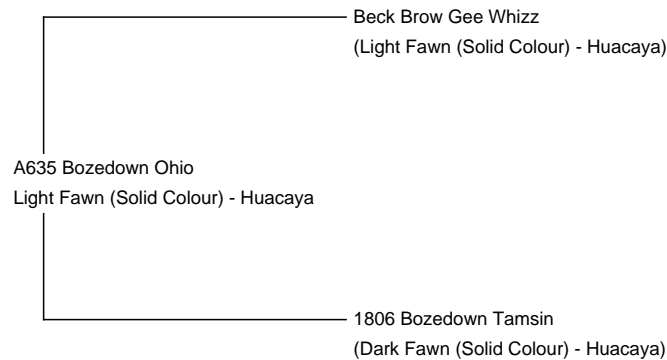 Beck Brow Gee Whizz
(Light Fawn (Solid Colour) - Huacaya)
A635 Bozedown Ohio
Light Fawn (Solid Colour) - Huacaya
1806 Bozedown Tamsin
(Dark Fawn (Solid Colour) - Huacaya)